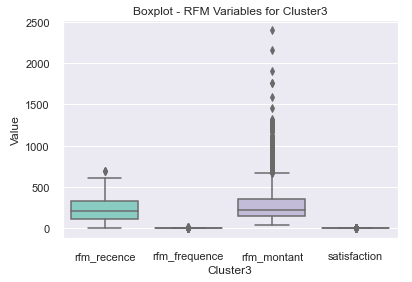 Boxplot - RFM Variables for Cluster3
2500
2000
1500
1000
500
0
Value
rfm_recence rfm_frequence rfm_montant satisfaction
Cluster3